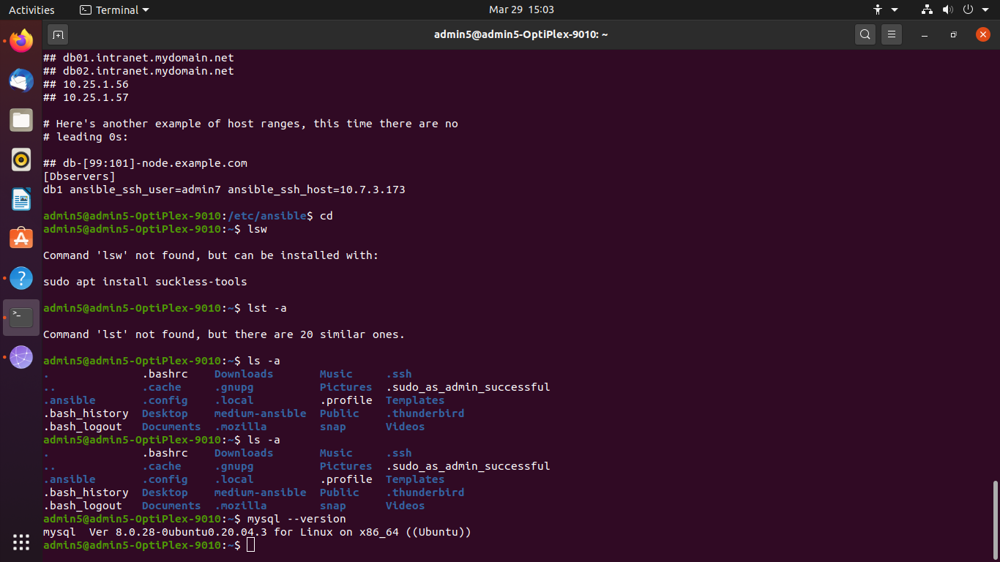 Activities Terminal Mar 29 15:03
admin5@admin5-OptiPlex-9010: ~
## db01.intranet.mydomain.net
## db02.intranet.mydomain.net
## 10.25.1.56
## 10.25.1.57
# Here's another example of host ranges, this time there are no
# leading 0s:
## db-[99:101]-node.example.com
[Dbservers]
db1 ansible_ssh_user=admin7 ansible_ssh_host=10.7.3.173
admin5@admin5-OptiPlex-9010:/etc/ansible$ cd
admin5@admin5-OptiPlex-9010:~$ lsw
Command 'lsw' not found, but can be installed with:
sudo apt install suckless-tools
admin5@admin5-OptiPlex-9010:~$ lst -a
Command 'lst' not found, but there are 20 similar ones.
admin5@admin5-OptiPlex-9010:~$ ls -a
. .bashrc Downloads Music .ssh
.. .cache .gnupg Pictures .sudo_as_admin_successful
.ansible .config .local .profile Templates
.bash_history Desktop medium-ansible Public .thunderbird
.bash_logout Documents .mozilla snap Videos
admin5@admin5-OptiPlex-9010:~$ ls -a
. .bashrc Downloads Music .ssh
.. .cache .gnupg Pictures .sudo_as_admin_successful
.ansible .config .local .profile Templates
.bash_history Desktop medium-ansible Public .thunderbird
.bash_logout Documents .mozilla snap Videos
admin5@admin5-OptiPlex-9010:~$ mysql --version
mysql  Ver 8.0.28-0ubuntu0.20.04.3 for Linux on x86_64 ((Ubuntu))
admin5@admin5-OptiPlex-9010:~$